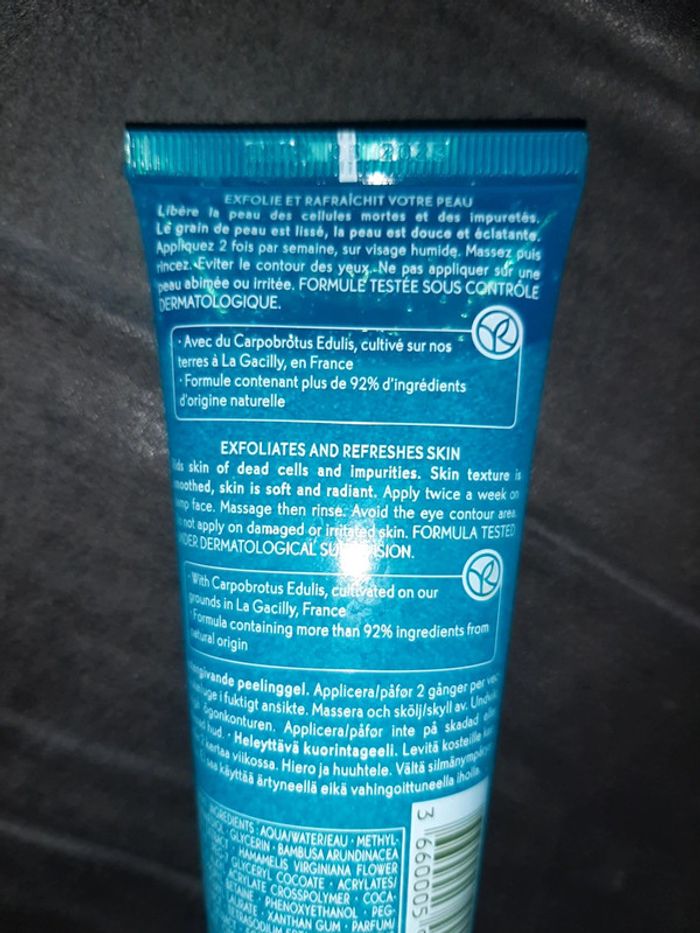 EXFOLIE ET RAFRAÎCHIT VOTRE PEAU
Libère la peau des cellules mortes et des impuretés.
Le grain de peau est lissé, la peau est douce et éclatante.
Appliquez 2 fois par semaine, sur visage humide. Massez puis
rincez. Eviter le contour des yeux. Ne pas appliquer sur une
peau abimée ou irritée. FORMULE TESTÉE SOUS CONTRÔLE
DERMATOLOGIQUE.
· Avec du Carpobrotus Edulis, cultivé sur nos
terres à La Gacilly, en France
· Formule contenant plus de 92% d'ingrédients
d'origine naturelle
EXFOLIATES AND REFRESHES SKIN
skin of dead cells and impurities. Skin texture is
smoothed, skin is soft and radiant. Apply twice a week on
face. Massage then rinse. Avoid the eye contour area.
not apply on damaged or irritated skin. FORMULA TESTED
DERMATOLOGICAL
· With Carpobrotus Edulis, cultivated on our
grounds in La Gacilly, France
· Formula containing more than 92% ingredients from
natural origin
peelinggel. Applicera/påfør 2 gånger per
i fuktigt ansikte. Massera och skölj/skyll av.
ögonkonturen. Applicera/påfør inte på skadad
hud. · Heleyttävä kuorintageeli. Levitä kosteille
kertaa viikossa. Hiero ja huuhtele. Vältä
käyttää ärtyneellä eikä vahingoittuneella iholla.
INGREDIENTS : AQUA/WATER/EAU · METHYL-
· GLYCERIN · BAMBUSA ARUNDINACEA
HAMAMELIS VIRGINIANA FLOWER
GLYCERYL COCOATE · ACRYLATES/
ACRYLATE CROSSPOLYMER · COCA-
BETAINE · PHENOXYETHANOL · PEG-
LAURATE · XANTHAN GUM · PARFUM/
TETRASODIUM
3 660005